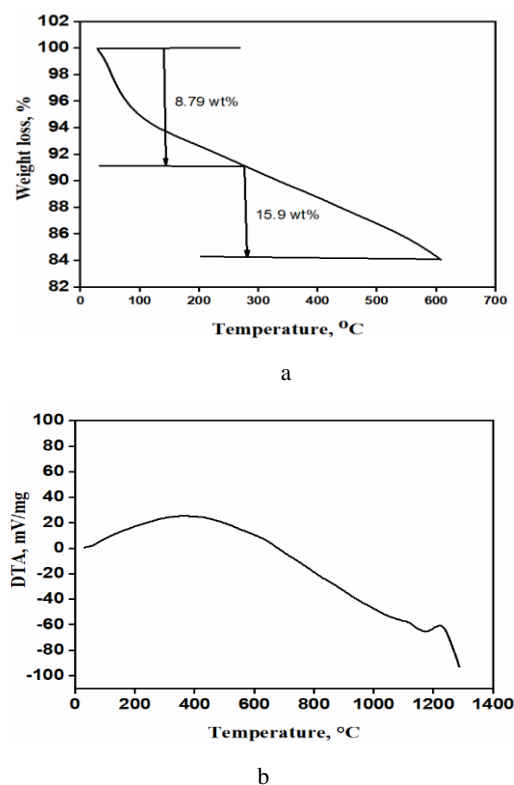 102
100
98
96
94
92
90
88
86
84
82
Weight loss, %
8.79 wt%
15.9 wt%
0 100 200 300 400 500 600 700
Temperature, ⁰C
a
100
80
60
40
20
0
-20
-40
-60
-80
-100
DTA, mV/mg
0 200 400 600 800 1000 1200 1400
Temperature, °C
b